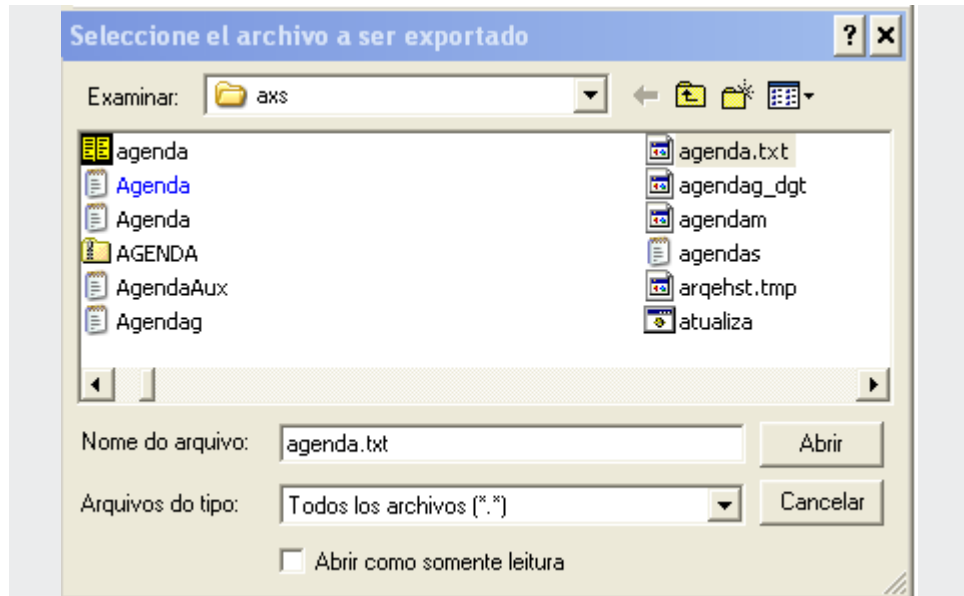 Seleccione el archivo a ser exportado
Examinar: axs
agenda
Agenda
Agenda
AGENDA
AgendaAux
Agendag
agenda.txt
agendag_dgt
agendam
agendas
arqehst.tmp
atualiza
Nome do arquivo: agenda.txt Abrir
Arquivos do tipo: Todos los archivos (*.*) Cancelar
Abrir como somente leitura